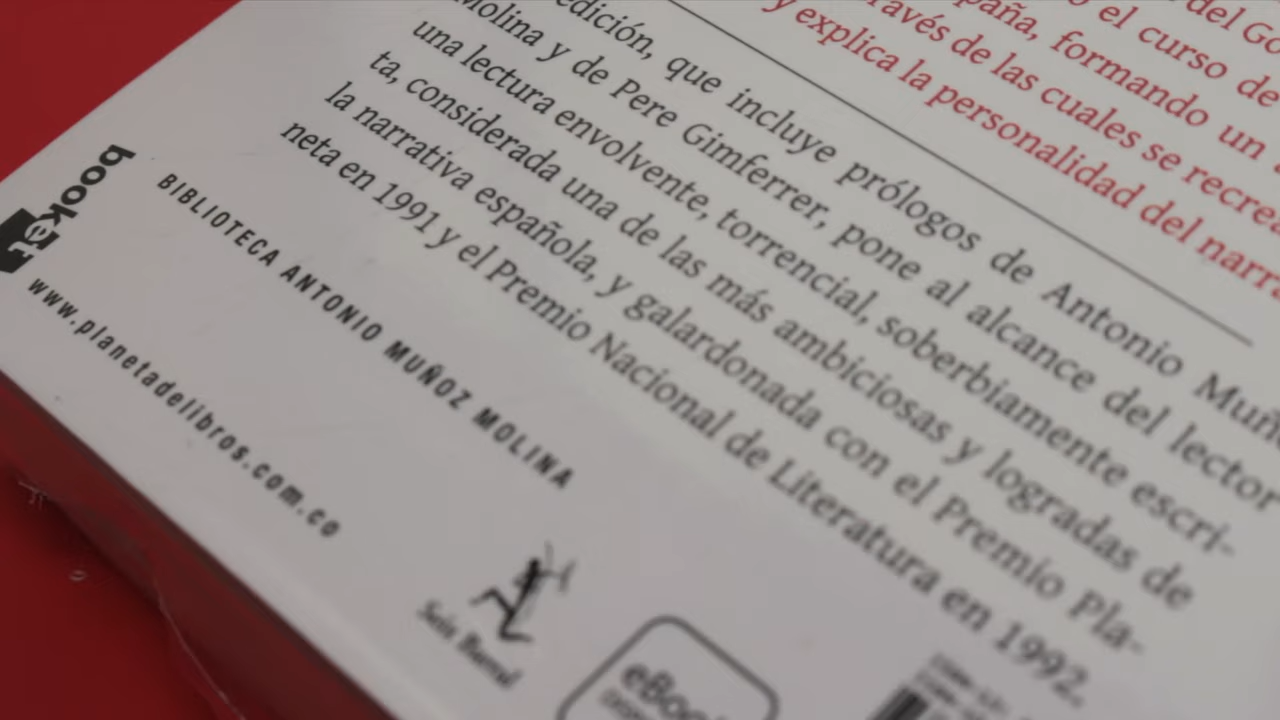 del Go
paña, formando un
o el curso de
través de las cuales se recrea
y explica la personalidad del narra
edición, que incluye prólogos de Antonio Muño
Molina y de Pere Gimferrer, pone al alcance del lector
una lectura envolvente, torrencial, soberbiamente escri-
ta, considerada una de las más ambiciosas y logradas de
la narrativa española, y galardonada con el Premio Pla-
neta en 1991 y el Premio Nacional de Literatura en 1992.
BIBLIOTECA ANTONIO MUÑOZ MOLINA
booket
www.planetadelibros.com.co
Seix Barral
eBook